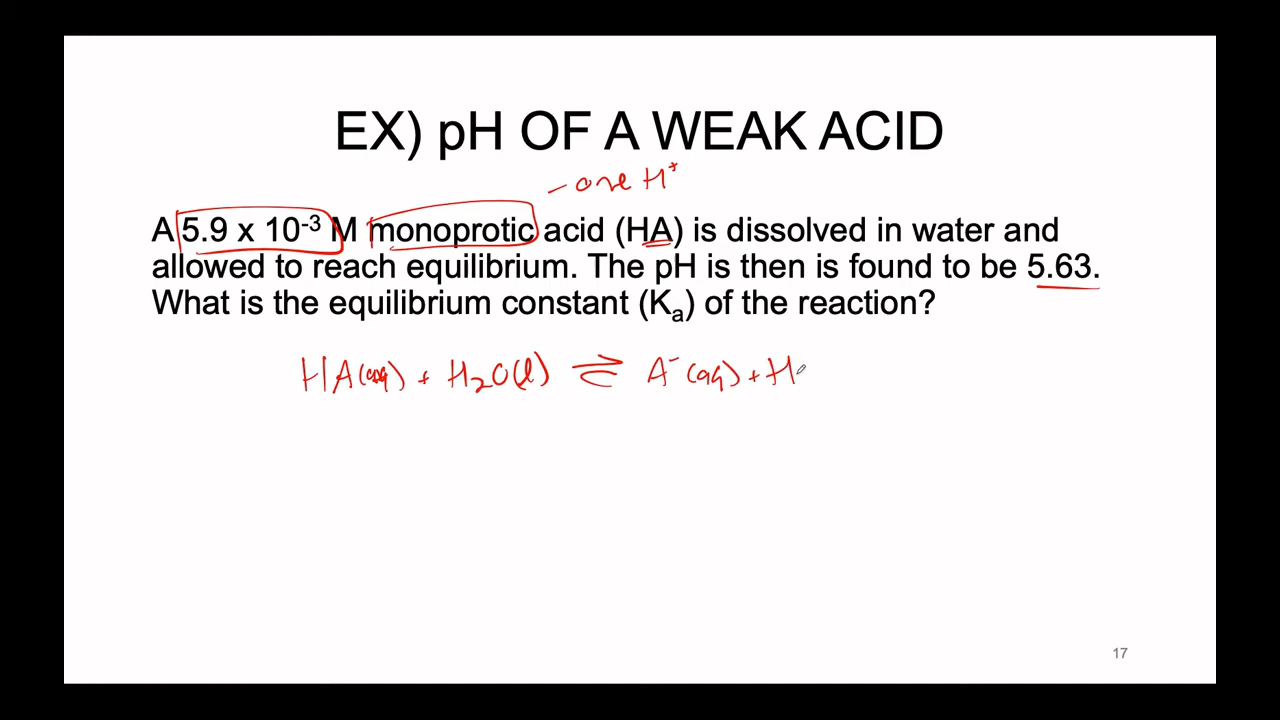 EX) pH OF A WEAK ACID
- one H⁺
A 5.9 x 10⁻³ M monoprotic acid (HA) is dissolved in water and
allowed to reach equilibrium. The pH is then is found to be 5.63.
What is the equilibrium constant (Kₐ) of the reaction?
HA(aq) + H₂O(l) ⇌ A⁻(aq) + H
17